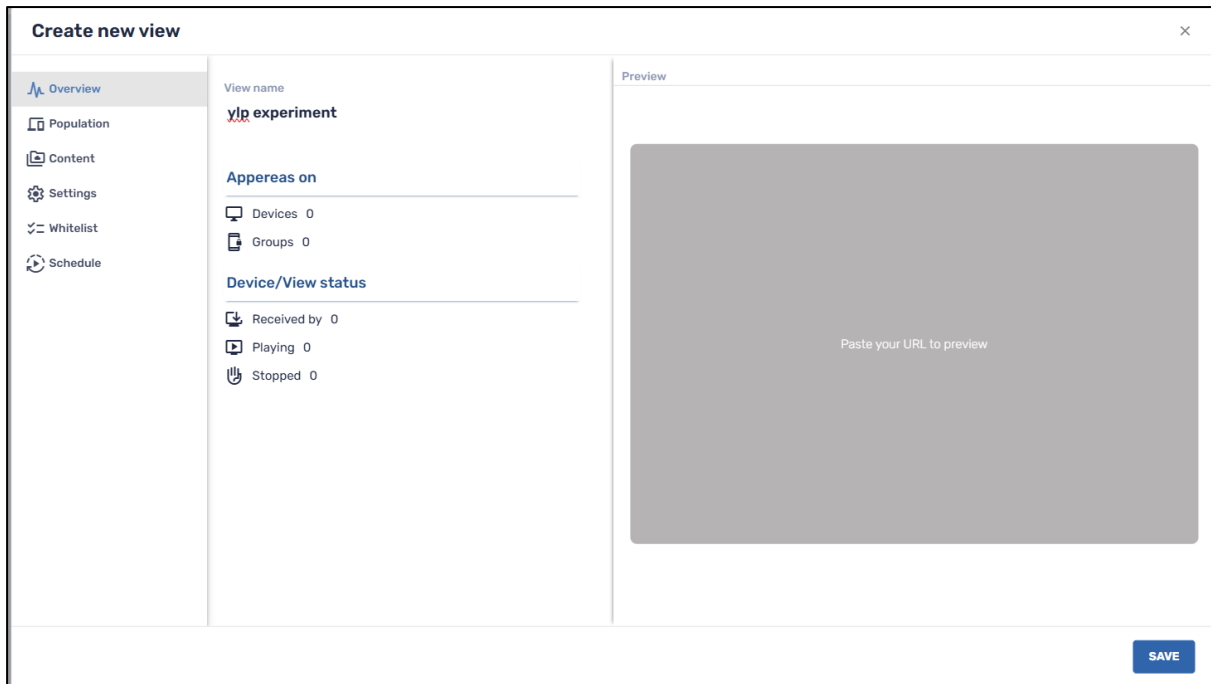 Create new view
Overview
Population
Content
Settings
Whitelist
Schedule
View name
ylp experiment
Appereas on
Devices 0
Groups 0
Device/View status
Received by 0
Playing 0
Stopped 0
Preview
Paste your URL to preview
SAVE